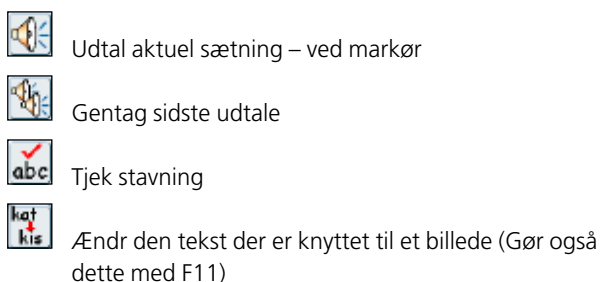 Udtal aktuel sætning – ved markør
Gentag sidste udtale
abc
Tjek stavning
kat
kis
Ændr den tekst der er knyttet til et billede (Gør også
dette med F11)